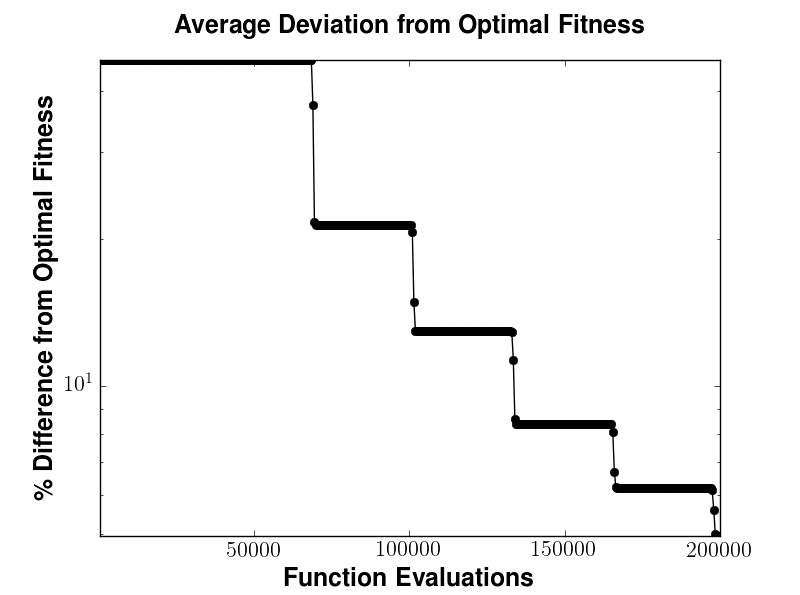 Average Deviation from Optimal Fitness
% Difference from Optimal Fitness
10^1
50000
100000
150000
200000
Function Evaluations